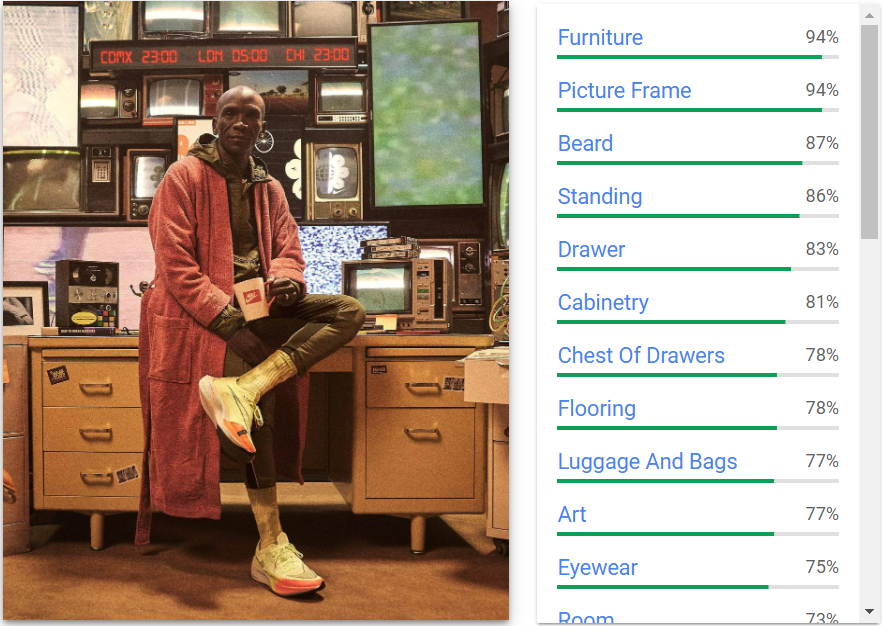 CDMX 23:00 LDN 05:00 CHI 23:00
Furniture 94%
Picture Frame 94%
Beard 87%
Standing 86%
Drawer 83%
Cabinetry 81%
Chest Of Drawers 78%
Flooring 78%
Luggage And Bags 77%
Art 77%
Eyewear 75%
Room 73%